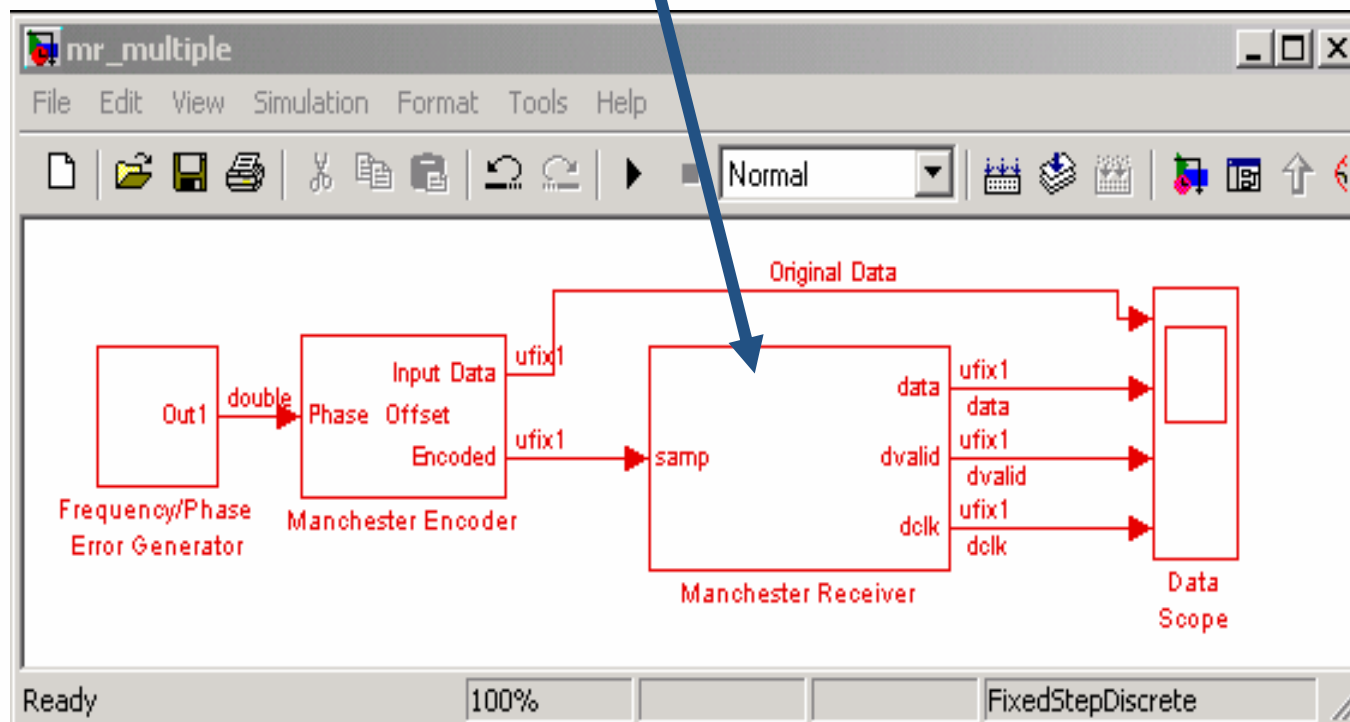 mr_multiple
File Edit View Simulation Format Tools Help
Normal
Original Data
Out1
double
Phase Offset
Input Data
Encoded
ufix1
ufix1
samp
data
dvalid
dclk
ufix1
data
ufix1
dvalid
ufix1
dclk
Frequency/Phase
Error Generator
Manchester Encoder
Manchester Receiver
Data
Scope
Ready
100%
FixedStepDiscrete